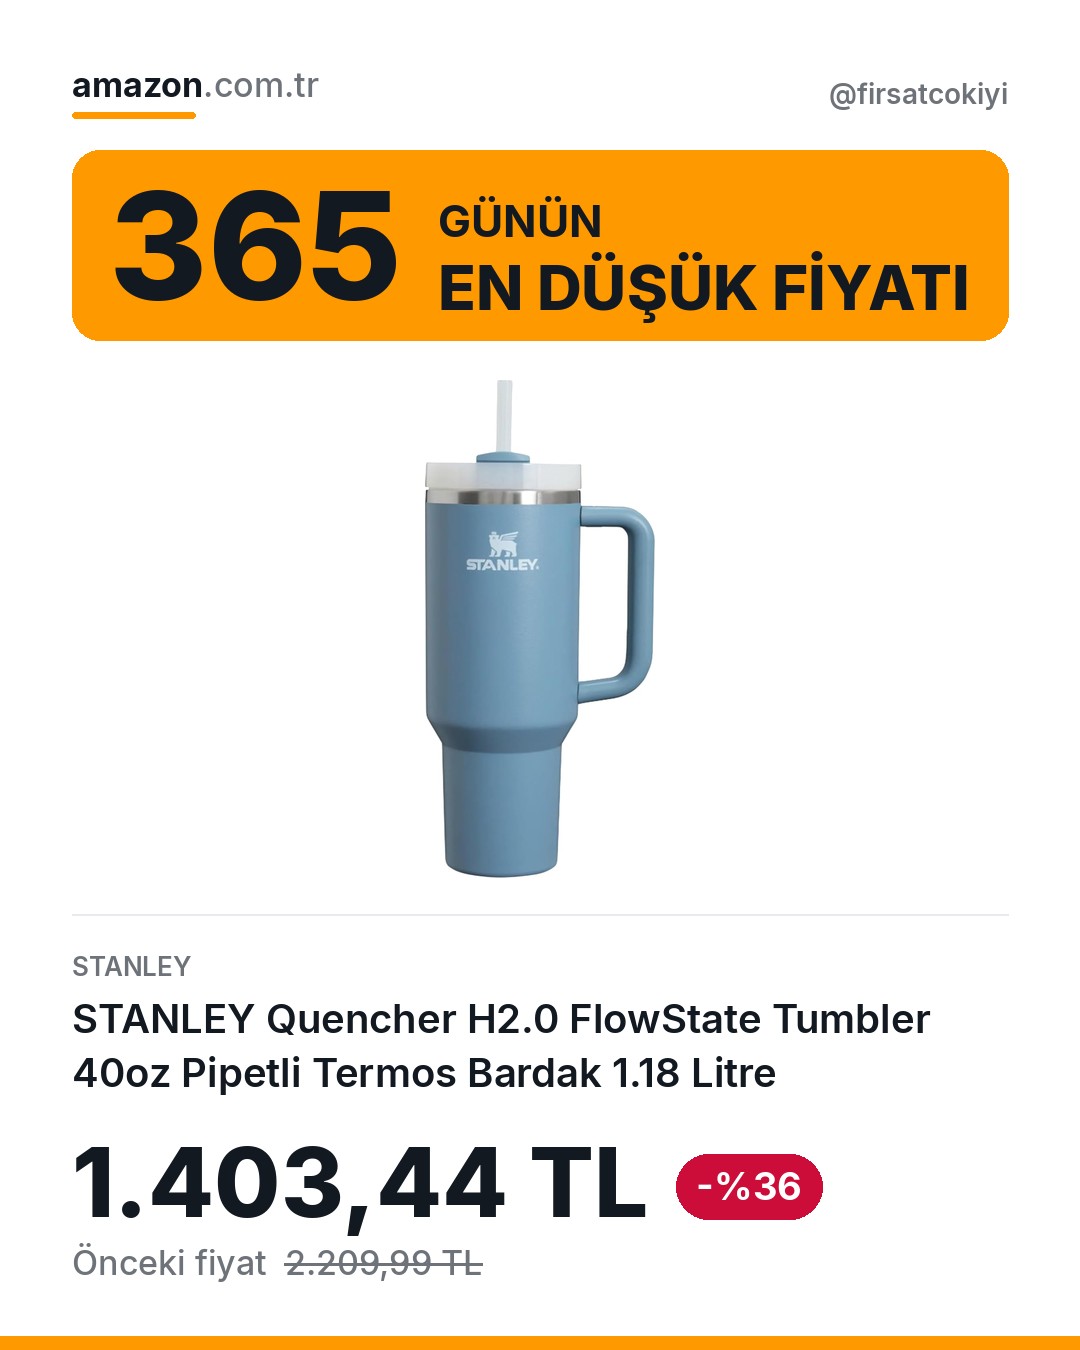 amazon.com.tr
@firsatcokiyi
365
GÜNÜN
EN DÜŞÜK FİYATI
STANLEY
STANLEY
STANLEY Quencher H2.0 FlowState Tumbler
40oz Pipetli Termos Bardak 1.18 Litre
1.403,44 TL
-%36
Önceki fiyat 2.209,99 TL